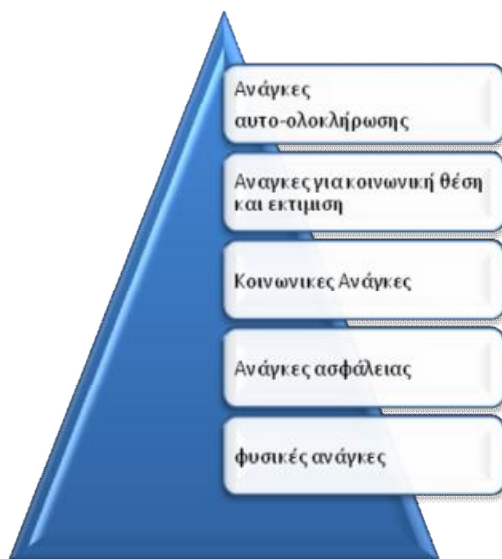 Ανάγκες
αυτο-ολοκλήρωσης
Αναγκες για κοινωνική θέση
και εκτιμιση
Κοινωνικες Ανάγκες
Ανάγκες ασφάλειας
φυσικές ανάγκες